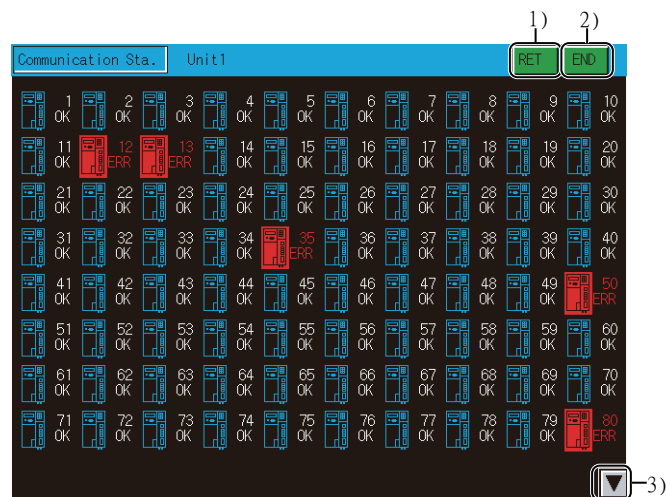 1) 2)
Communication Sta. Unit1 RET END
1 2 3 4 5 6 7 8 9 10
OK OK OK OK OK OK OK OK OK OK
11 12 13 14 15 16 17 18 19 20
OK ERR ERR OK OK OK OK OK OK OK
21 22 23 24 25 26 27 28 29 30
OK OK OK OK OK OK OK OK OK OK
31 32 33 34 35 36 37 38 39 40
OK OK OK OK ERR OK OK OK OK OK
41 42 43 44 45 46 47 48 49 50
OK OK OK OK OK OK OK OK OK ERR
51 52 53 54 55 56 57 58 59 60
OK OK OK OK OK OK OK OK OK OK
61 62 63 64 65 66 67 68 69 70
OK OK OK OK OK OK OK OK OK OK
71 72 73 74 75 76 77 78 79 80
OK OK OK OK OK OK OK OK OK ERR
▼ 3)